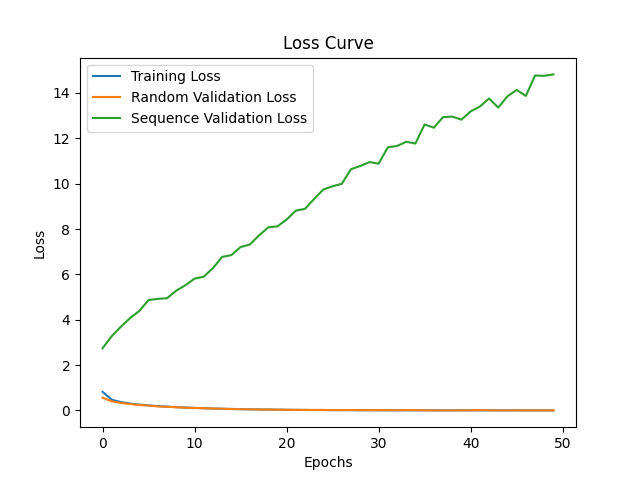 Loss Curve
Training Loss
Random Validation Loss
Sequence Validation Loss
Loss
14
12
10
8
6
4
2
0
0 10 20 30 40 50
Epochs